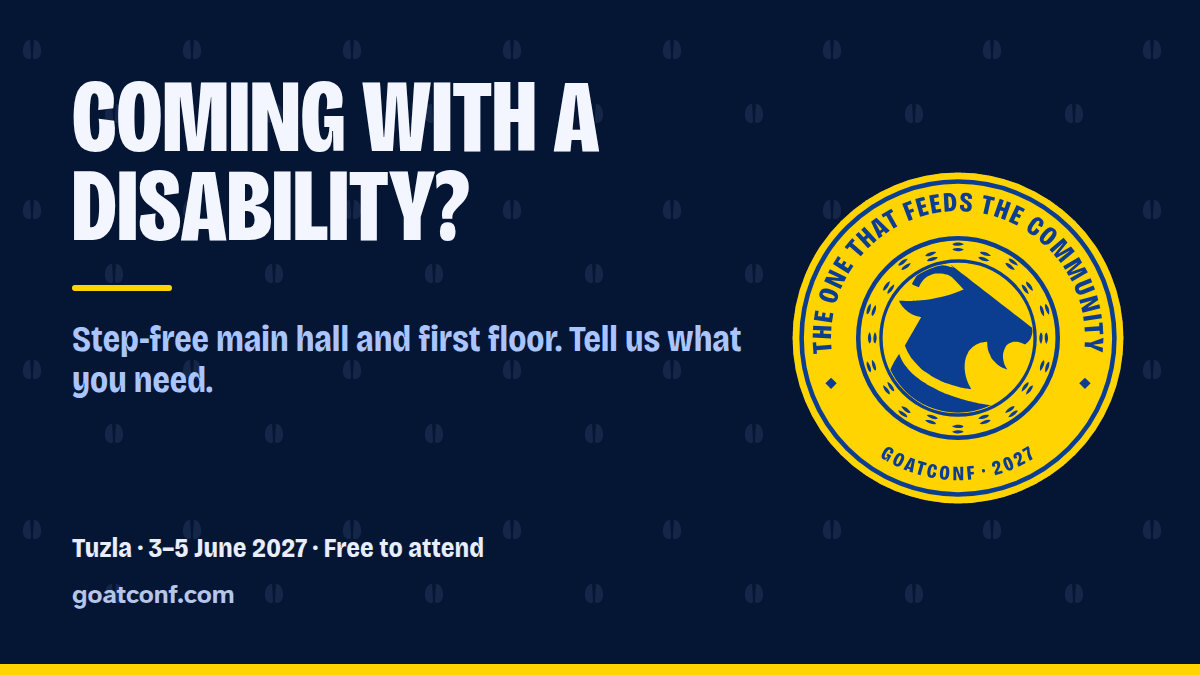 COMING WITH A
DISABILITY?
Step-free main hall and first floor. Tell us what
you need.
THE ONE THAT FEEDS THE COMMUNITY
GOATCONF · 2027
Tuzla · 3–5 June 2027 · Free to attend
goatconf.com